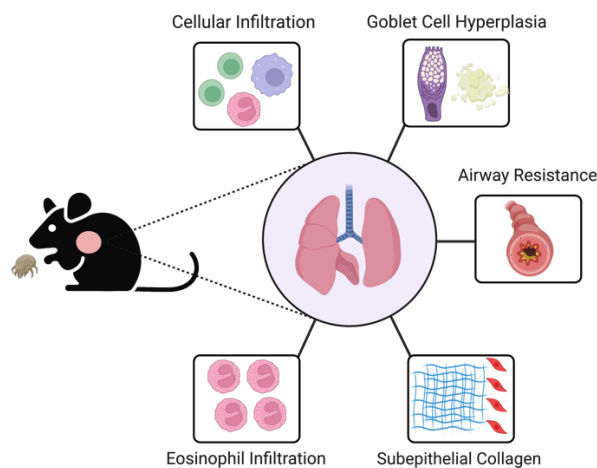 Cellular Infiltration
Goblet Cell Hyperplasia
Airway Resistance
Eosinophil Infiltration
Subepithelial Collagen